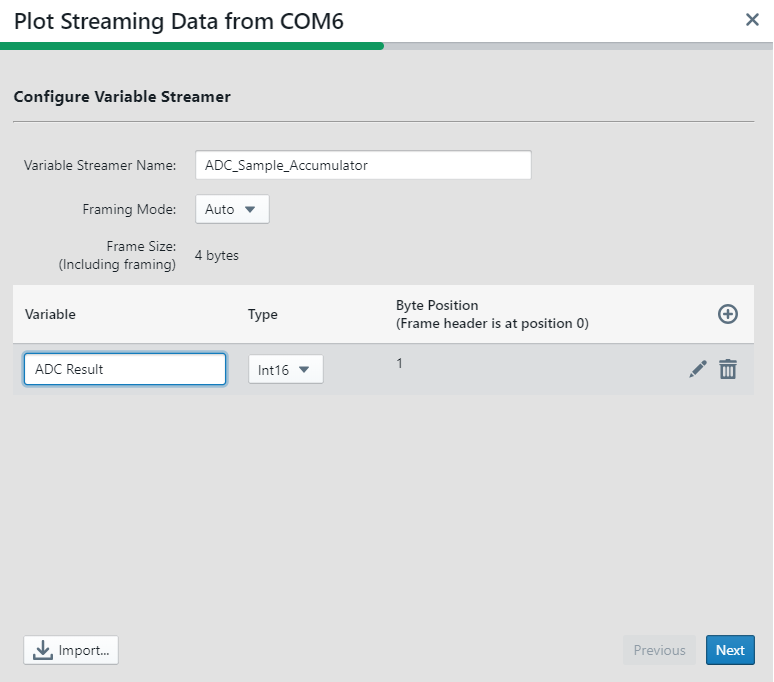 Plot Streaming Data from COM6
Configure Variable Streamer
Variable Streamer Name: ADC_Sample_Accumulator
Framing Mode: Auto
Frame Size:
(Including framing) 4 bytes
Variable Type Byte Position
(Frame header is at position 0)
ADC Result Int16 1
Import... Previous Next